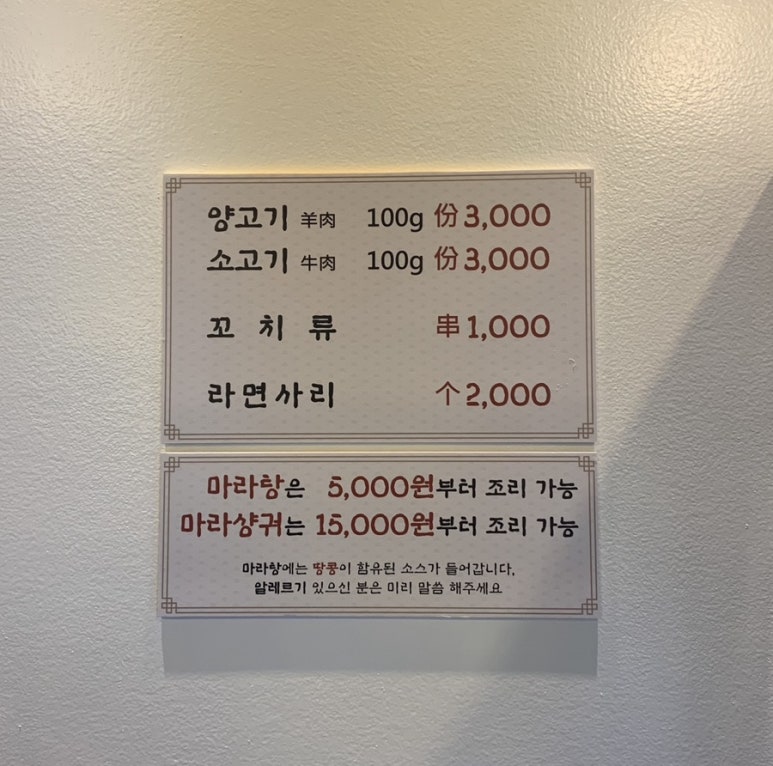 양고기 羊肉 100g 份 3,000
소고기 牛肉 100g 份 3,000
꼬치류 串 1,000
라면사리 个 2,000
마라탕은 5,000원부터 조리 가능
마라샹궈는 15,000원부터 조리 가능
마라탕에는 땅콩이 함유된 소스가 들어갑니다.
알레르기 있으신 분은 미리 말씀 해주세요